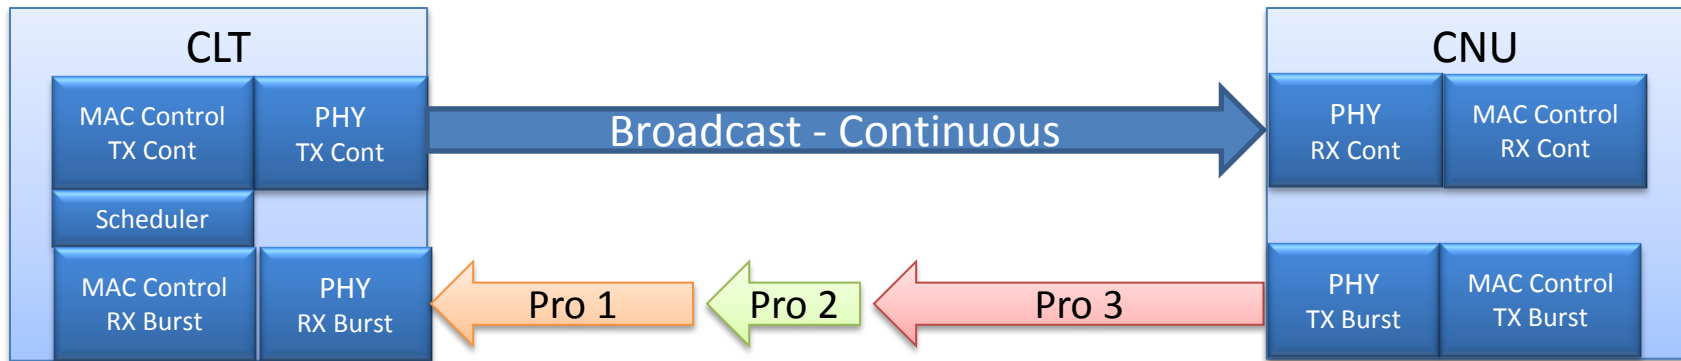 CLT
MAC Control
TX Cont
PHY
TX Cont
Scheduler
MAC Control
RX Burst
PHY
RX Burst
Broadcast - Continuous
Pro 1
Pro 2
Pro 3
CNU
PHY
RX Cont
MAC Control
RX Cont
PHY
TX Burst
MAC Control
TX Burst